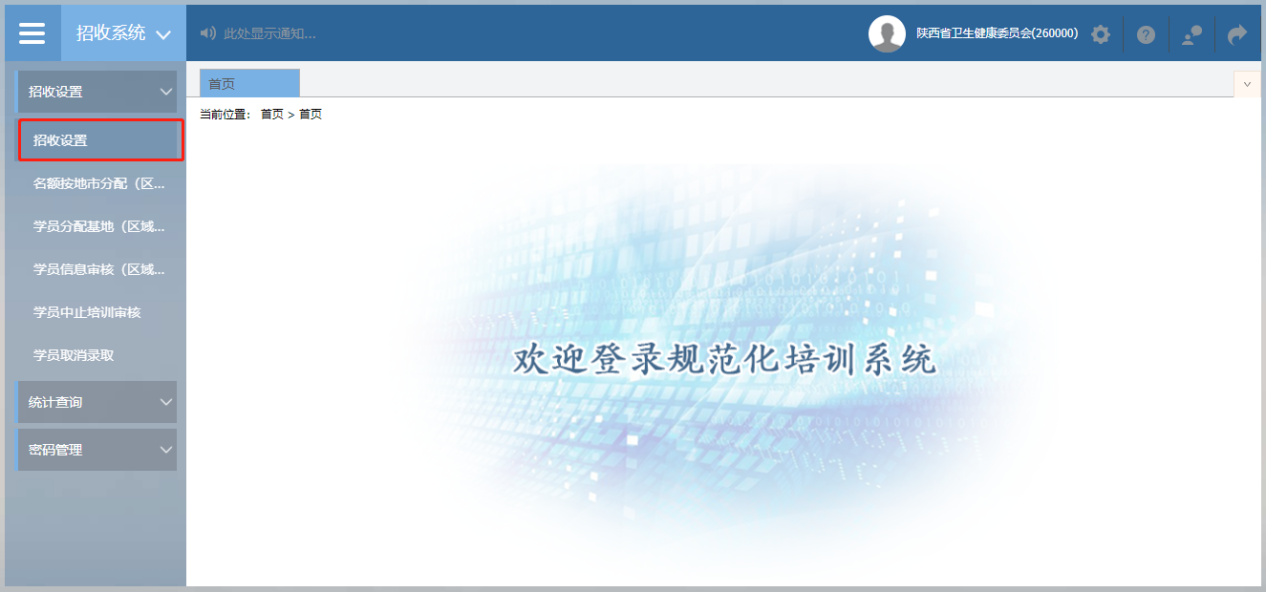 招收系统
此处显示通知...
陕西省卫生健康委员会(260000)
招收设置
招收设置
名额按地市分配（区...
学员分配基地（区域...
学员信息审核（区域...
学员中止培训审核
学员取消录取
统计查询
密码管理
首页
当前位置： 首页 > 首页
欢迎登录规范化培训系统